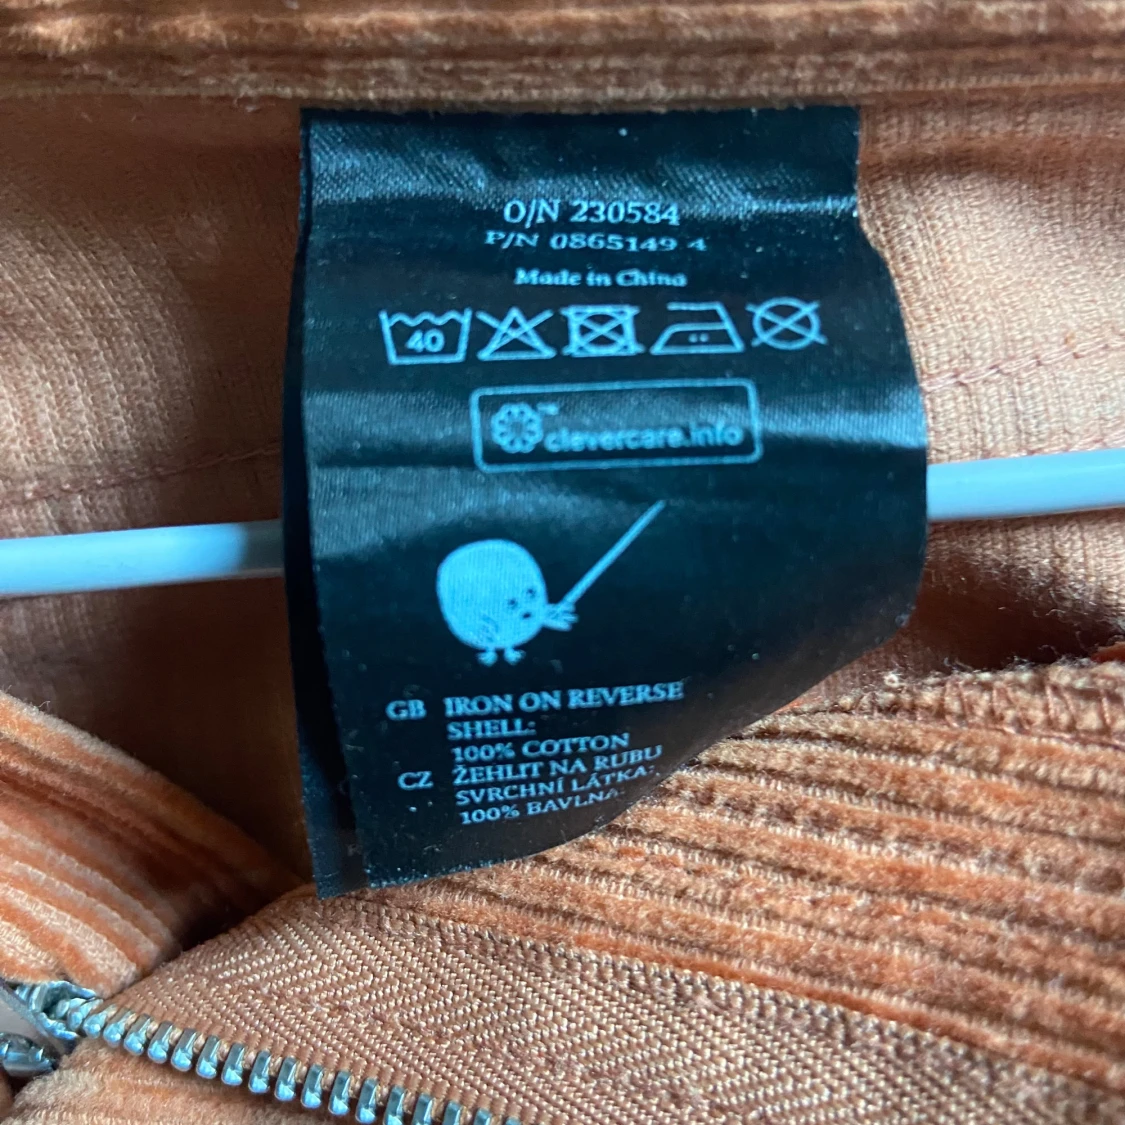 O/N 230584
P/N 0865149 4
Made in China
40
clevercare.info
GB IRON ON REVERSE
SHELL:
100% COTTON
CZ ŽEHLIT NA RUBU
SVRCHNÍ LÁTKA:
100% BAVLNA